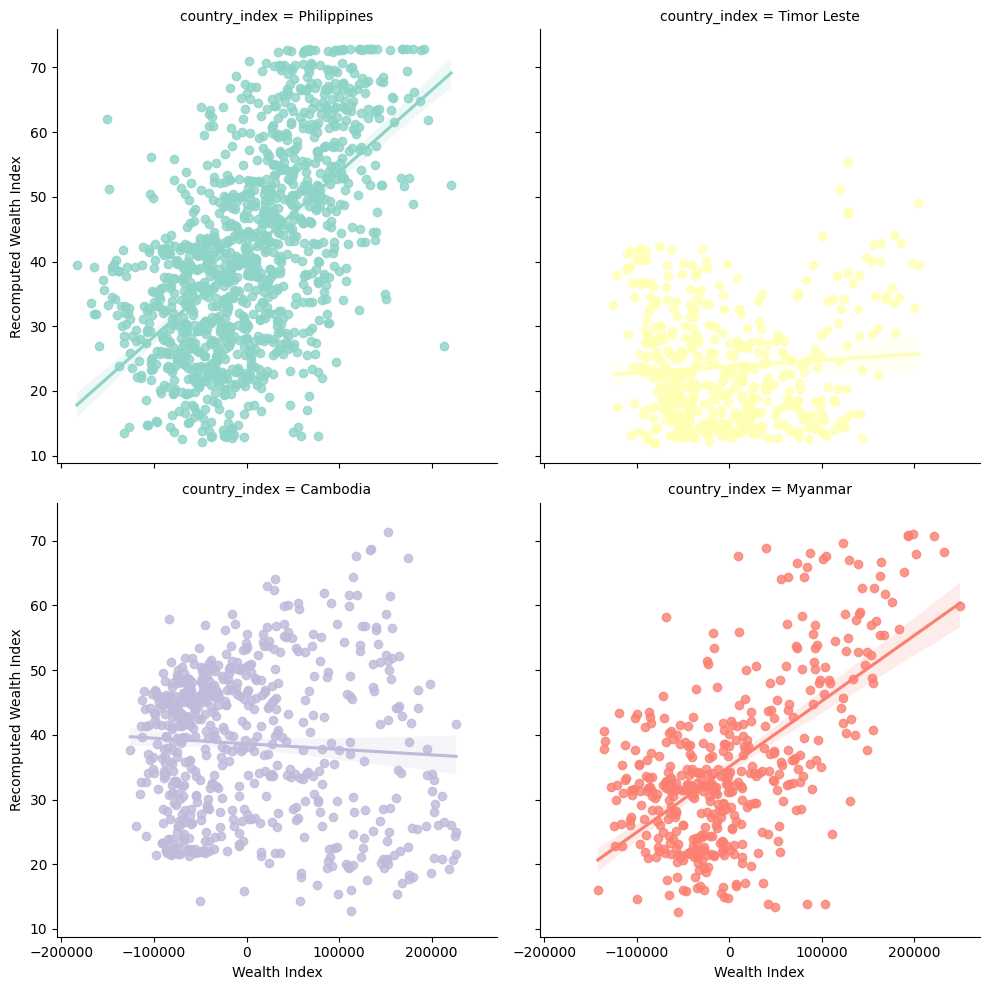 country_index = Philippines
country_index = Timor Leste
70
60
50
40
30
20
10
Recomputed Wealth Index
country_index = Cambodia
country_index = Myanmar
70
60
50
40
30
20
10
Recomputed Wealth Index
−200000 −100000 0 100000 200000
−200000 −100000 0 100000 200000
Wealth Index
Wealth Index